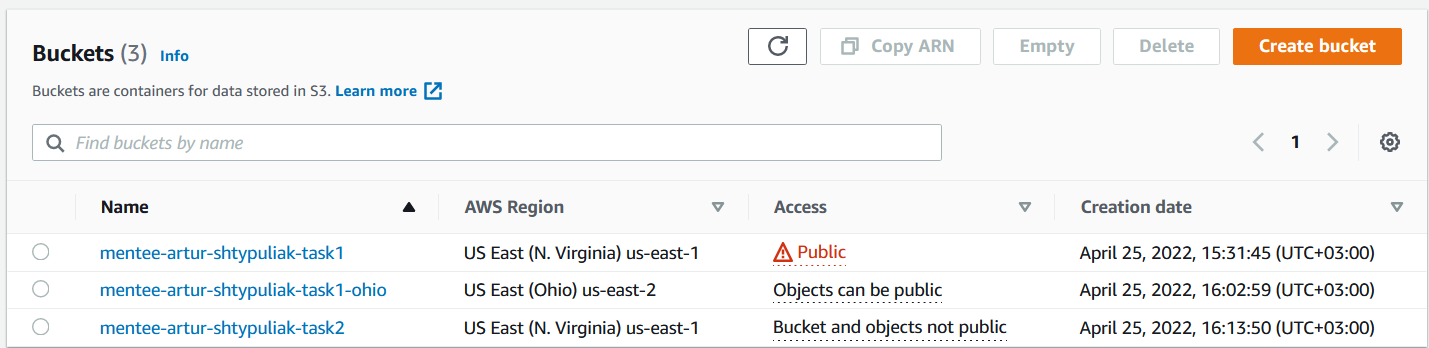 Buckets (3) Info
Copy ARN
Empty
Delete
Create bucket
Buckets are containers for data stored in S3. Learn more
Find buckets by name
1
Name AWS Region Access Creation date
mentee-artur-shtypuliak-task1 US East (N. Virginia) us-east-1 Public April 25, 2022, 15:31:45 (UTC+03:00)
mentee-artur-shtypuliak-task1-ohio US East (Ohio) us-east-2 Objects can be public April 25, 2022, 16:02:59 (UTC+03:00)
mentee-artur-shtypuliak-task2 US East (N. Virginia) us-east-1 Bucket and objects not public April 25, 2022, 16:13:50 (UTC+03:00)